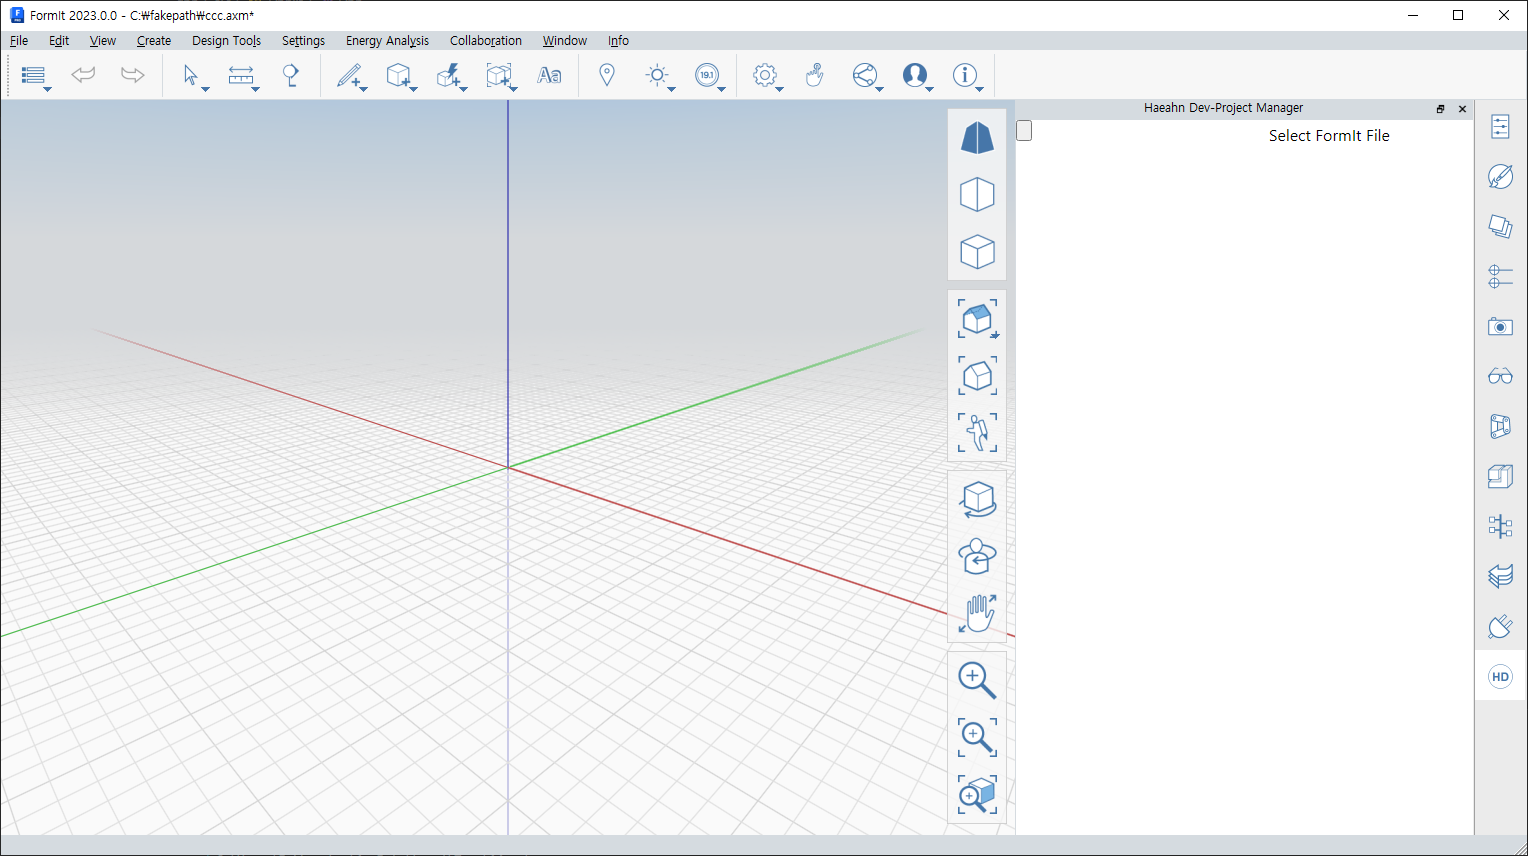 FormIt 2023.0.0 - C:₩fakepath₩ccc.axm*
File Edit View Create Design Tools Settings Energy Analysis Collaboration Window Info
Aa
19.1
Haeahn Dev-Project Manager
Select FormIt File
HD